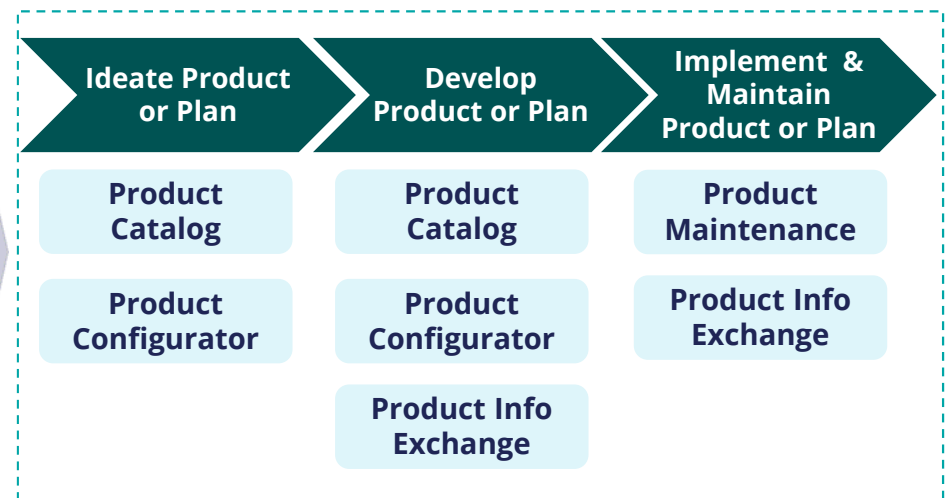 Ideate Product
or Plan
Develop
Product or Plan
Implement &
Maintain
Product or Plan
Product
Catalog
Product
Configurator
Product
Catalog
Product
Configurator
Product Info
Exchange
Product
Maintenance
Product Info
Exchange